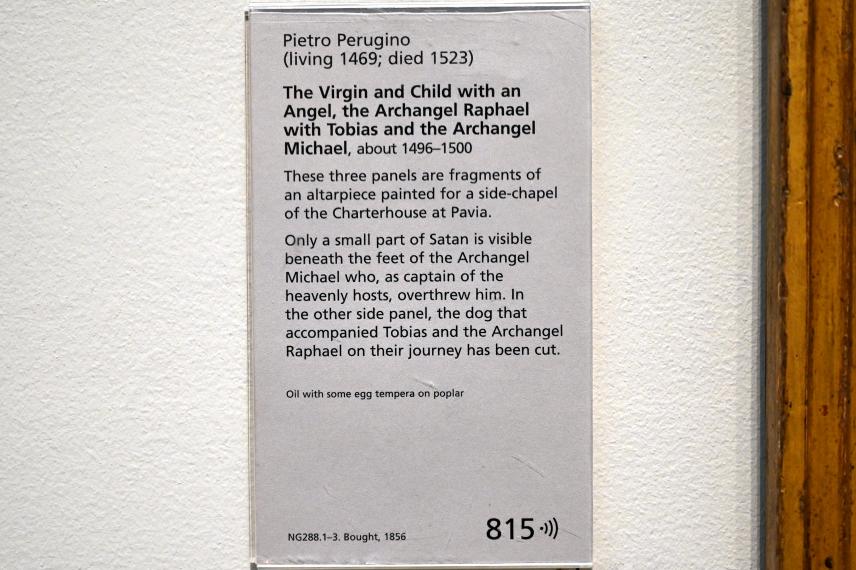 Pietro Perugino
(living 1469; died 1523)
The Virgin and Child with an
Angel, the Archangel Raphael
with Tobias and the Archangel
Michael, about 1496–1500
These three panels are fragments of
an altarpiece painted for a side-chapel
of the Charterhouse at Pavia.
Only a small part of Satan is visible
beneath the feet of the Archangel
Michael who, as captain of the
heavenly hosts, overthrew him. In
the other side panel, the dog that
accompanied Tobias and the Archangel
Raphael on their journey has been cut.
Oil with some egg tempera on poplar
NG288.1–3. Bought, 1856
815